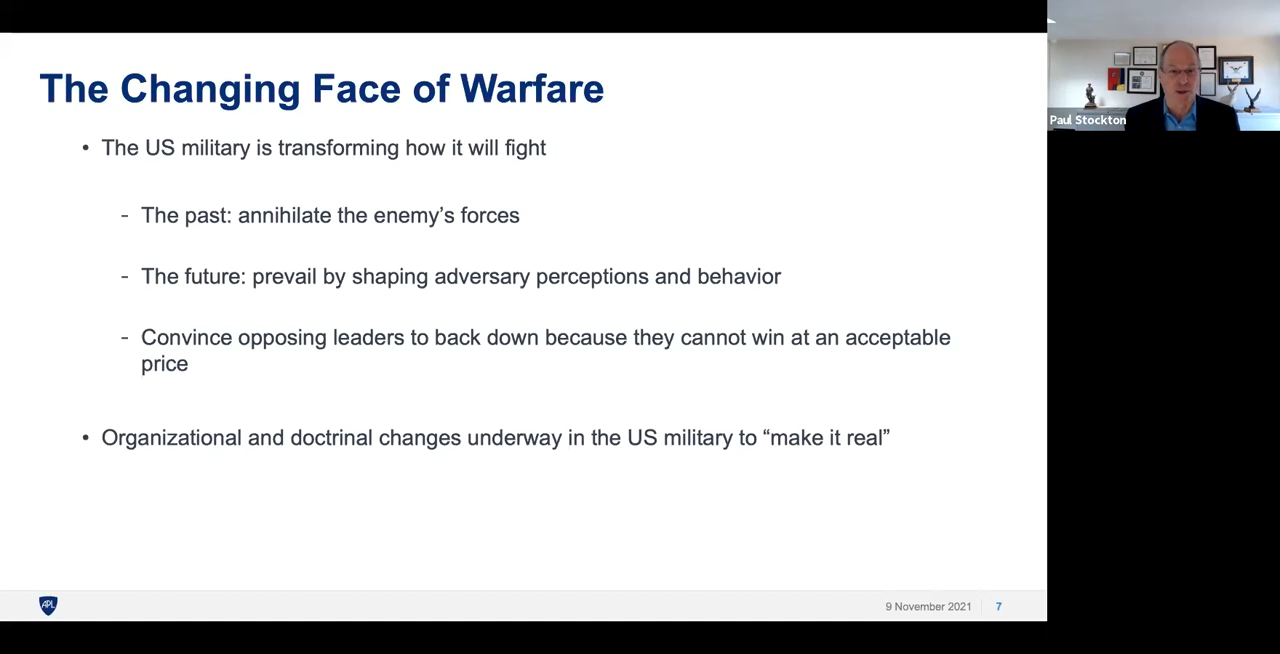 The Changing Face of Warfare
• The US military is transforming how it will fight
- The past: annihilate the enemy’s forces
- The future: prevail by shaping adversary perceptions and behavior
- Convince opposing leaders to back down because they cannot win at an acceptable
price
• Organizational and doctrinal changes underway in the US military to “make it real”
APL
9 November 2021
7
Paul Stockton